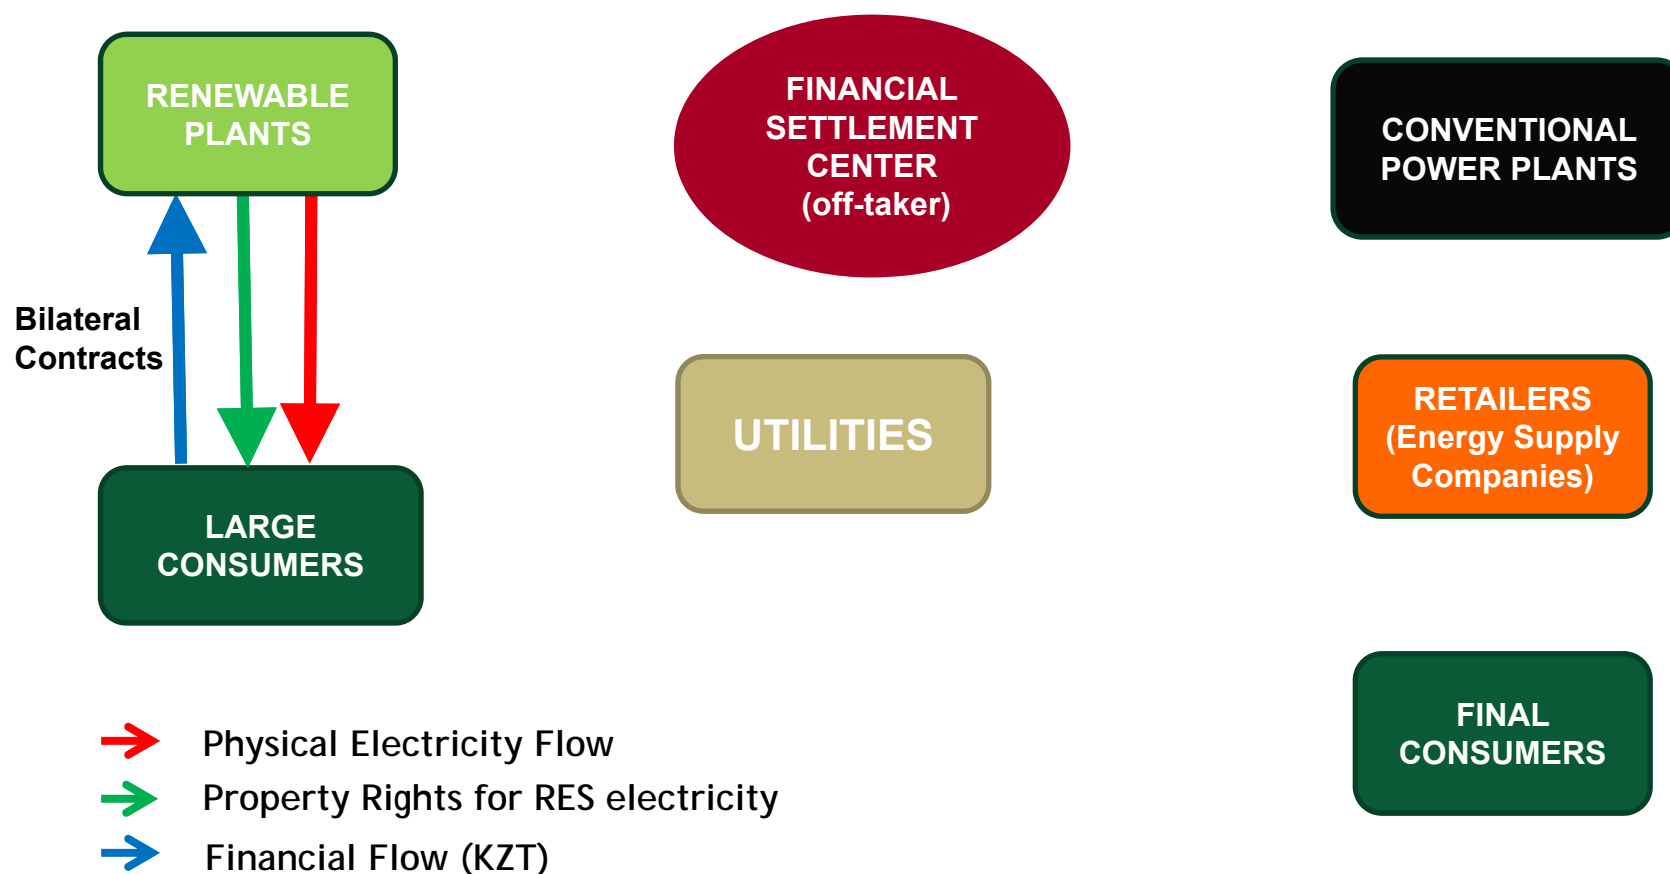 RENEWABLE
PLANTS
FINANCIAL
SETTLEMENT
CENTER
(off-taker)
CONVENTIONAL
POWER PLANTS
Bilateral
Contracts
UTILITIES
RETAILERS
(Energy Supply
Companies)
LARGE
CONSUMERS
FINAL
CONSUMERS
Physical Electricity Flow
Property Rights for RES electricity
Financial Flow (KZT)